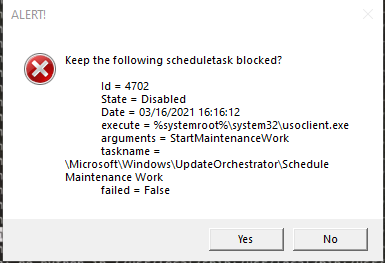 ALERT!
Keep the following scheduletask blocked?
Id = 4702
State = Disabled
Date = 03/16/2021 16:16:12
execute = %systemroot%\system32\usoclient.exe
arguments = StartMaintenanceWork
taskname =
\Microsoft\Windows\UpdateOrchestrator\Schedule
Maintenance Work
failed = False
Yes
No